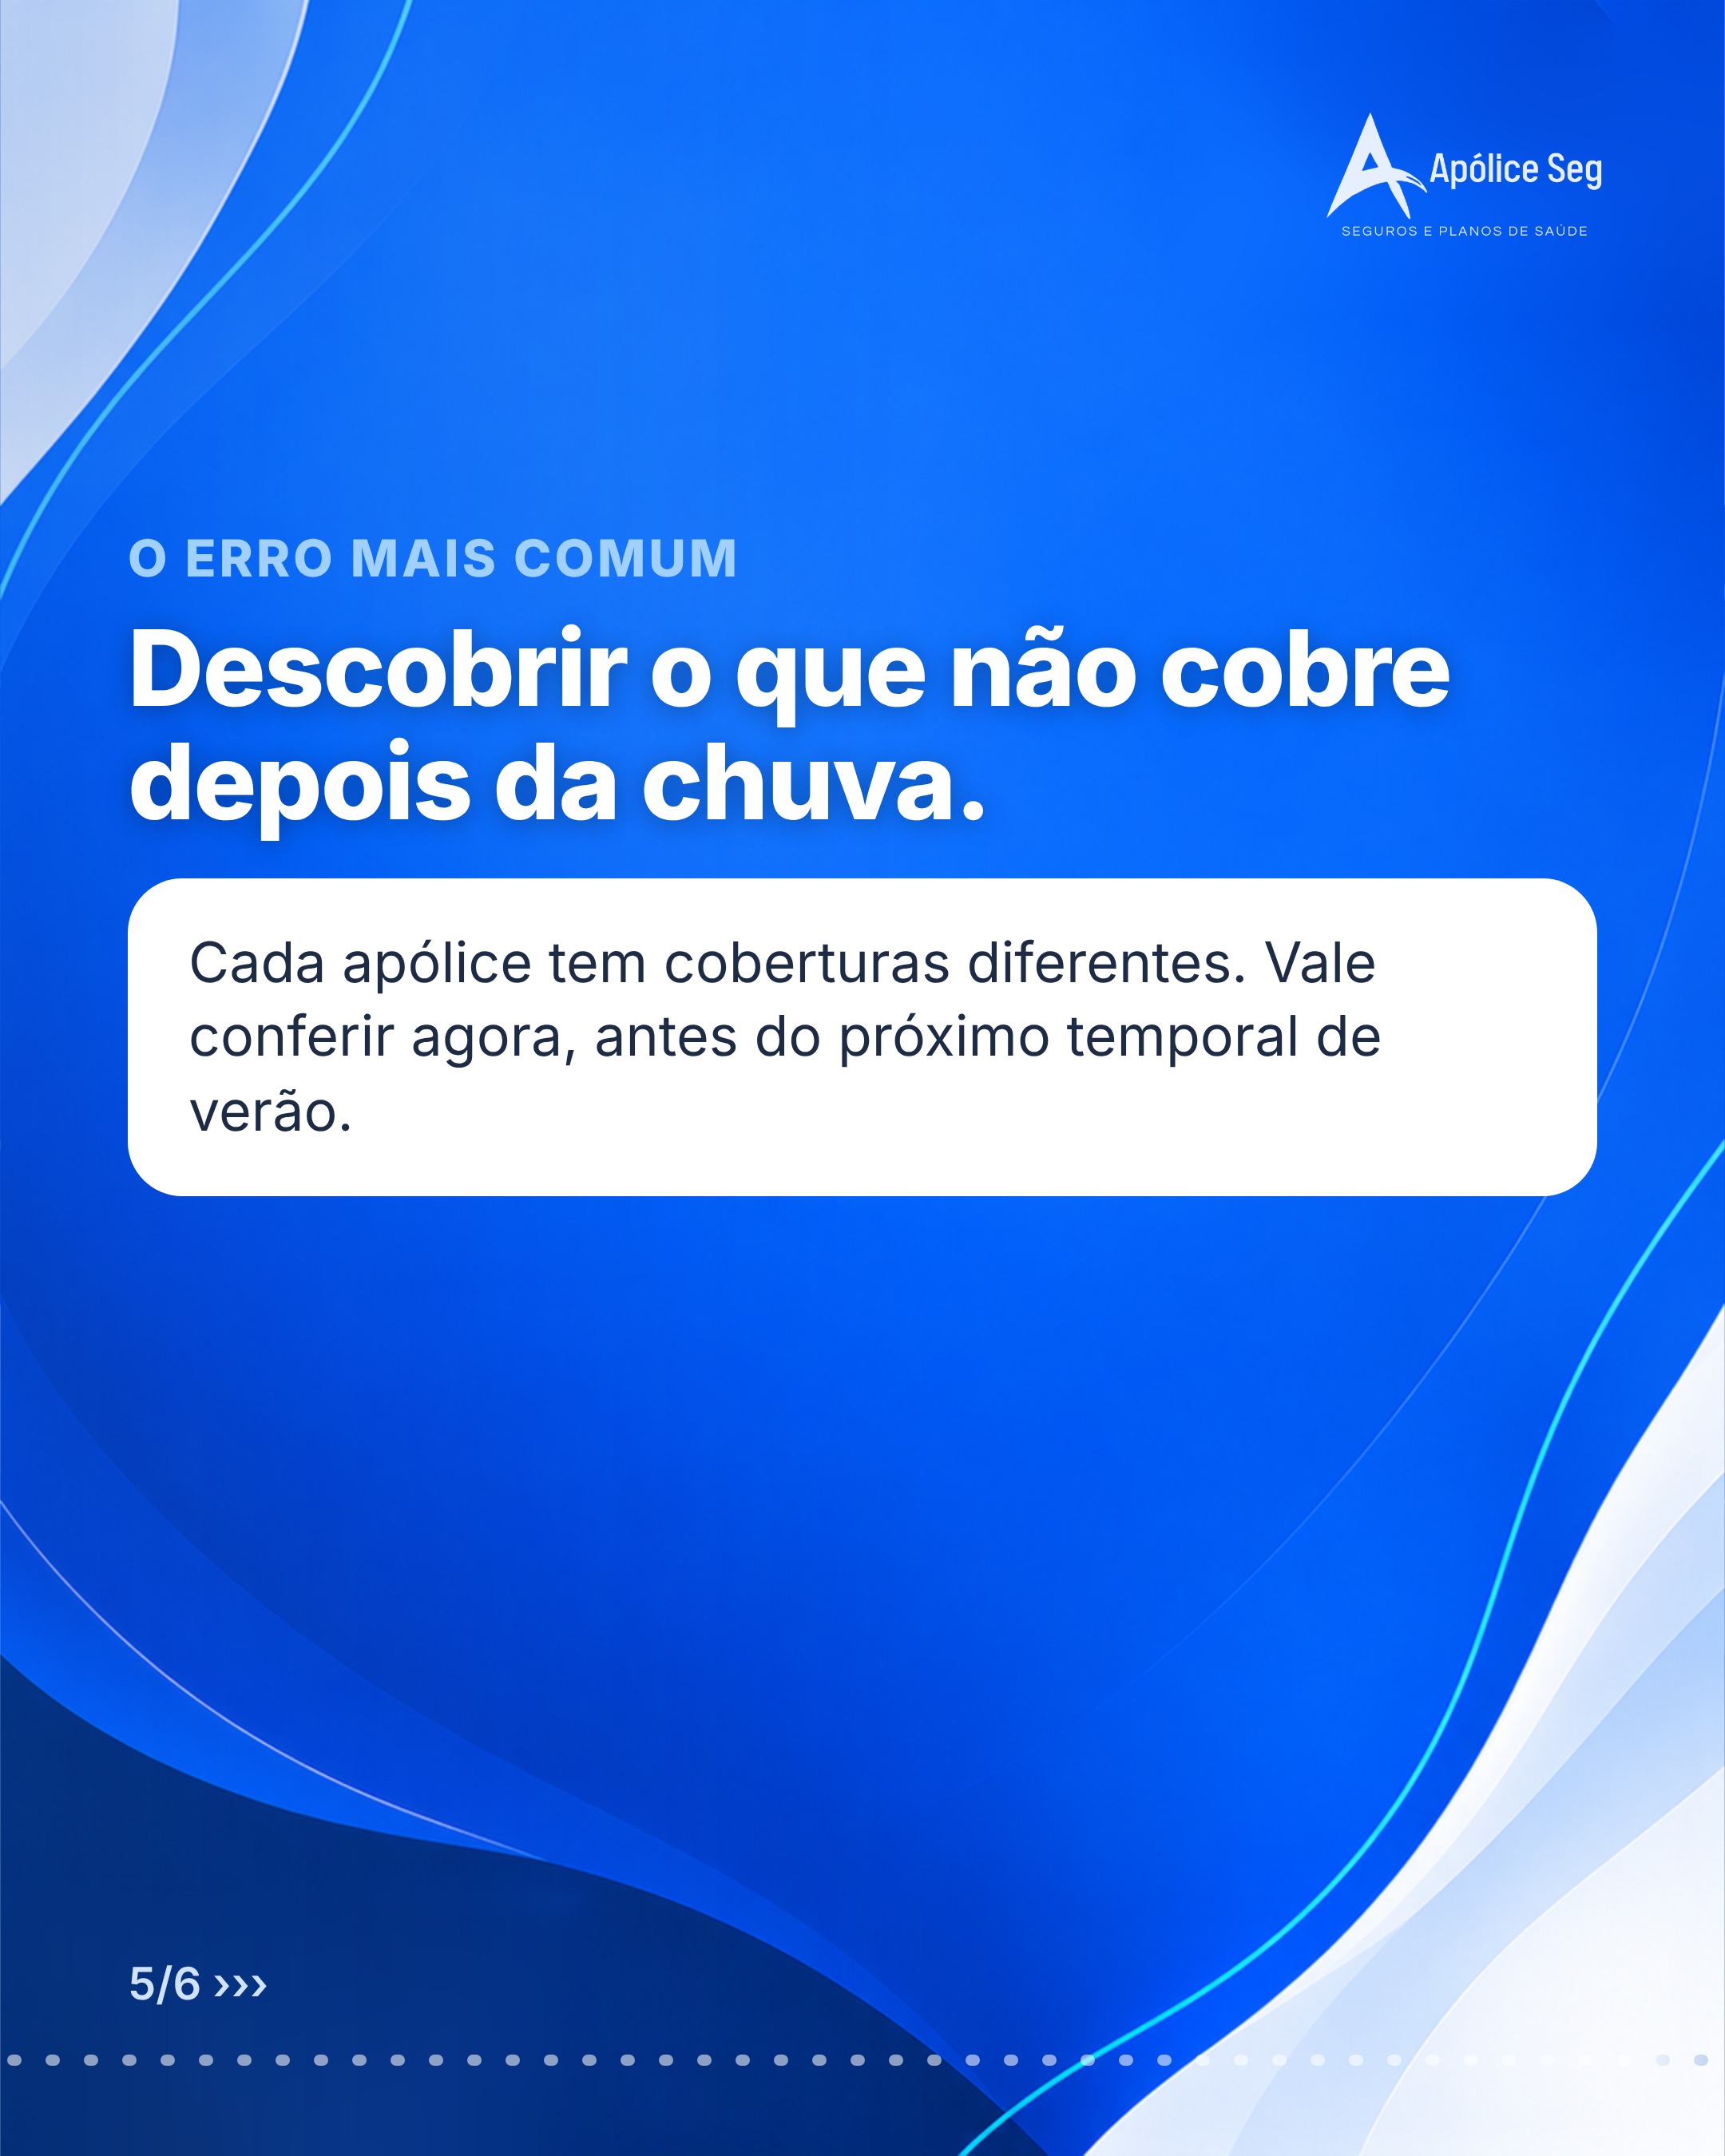 Apólice Seg
SEGUROS E PLANOS DE SAÚDE
O ERRO MAIS COMUM
Descobrir o que não cobre
depois da chuva.
Cada apólice tem coberturas diferentes. Vale
conferir agora, antes do próximo temporal de
verão.
5/6 ›››